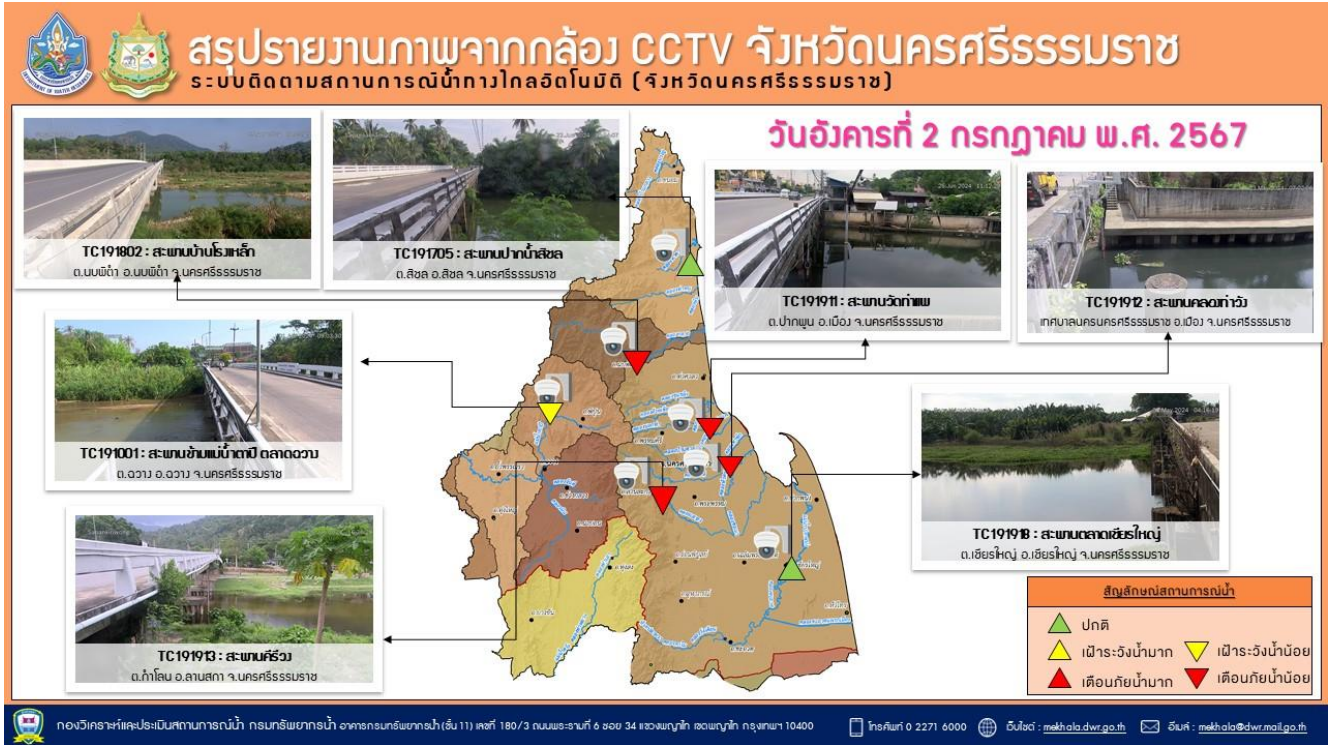 สรุปรายงานภาพจากกล้อง CCTV จังหวัดนครศรีธรรมราช
ระบบติดตามสถานการณ์น้ำทางไกลอัตโนมัติ (จังหวัดนครศรีธรรมราช)
วันอังคารที่ 2 กรกฎาคม พ.ศ. 2567
TC191802 : สะพานบ้านโรงเหล็ก
ต.นบพิตำ อ.นบพิตำ จ.นครศรีธรรมราช
TC191705 : สะพานปากน้ำสิชล
ต.สิชล อ.สิชล จ.นครศรีธรรมราช
TC191911 : สะพานวัดท่าแพ
ต.ปากพูน อ.เมือง จ.นครศรีธรรมราช
TC191912 : สะพานคลองท่าวัง
เทศบาลนครนครศรีธรรมราช อ.เมือง จ.นครศรีธรรมราช
TC191001 : สะพานข้ามแม่น้ำตาปี ตลาดฉวาง
ต.ฉวาง อ.ฉวาง จ.นครศรีธรรมราช
TC191918 : สะพานตลาดเชียรใหญ่
ต.เชียรใหญ่ อ.เชียรใหญ่ จ.นครศรีธรรมราช
TC191913 : สะพานคีรีวง
ต.กำโลน อ.ลานสกา จ.นครศรีธรรมราช
สัญลักษณ์สถานการณ์น้ำ
ปกติ
เฝ้าระวังน้ำมาก เฝ้าระวังน้ำน้อย
เตือนภัยน้ำมาก เตือนภัยน้ำน้อย
กองวิเคราะห์และประเมินสถานการณ์น้ำ กรมทรัพยากรน้ำ อาคารกรมทรัพยากรน้ำ (ชั้น 11) เลขที่ 180/3 ถนนพระรามที่ 6 ซอย 34 แขวงพญาไท เขตพญาไท กรุงเทพฯ 10400 โทรศัพท์ 0 2271 6000 เว็บไซต์ : mekhala.dwr.go.th อีเมล์ : mekhala@dwr.mail.go.th